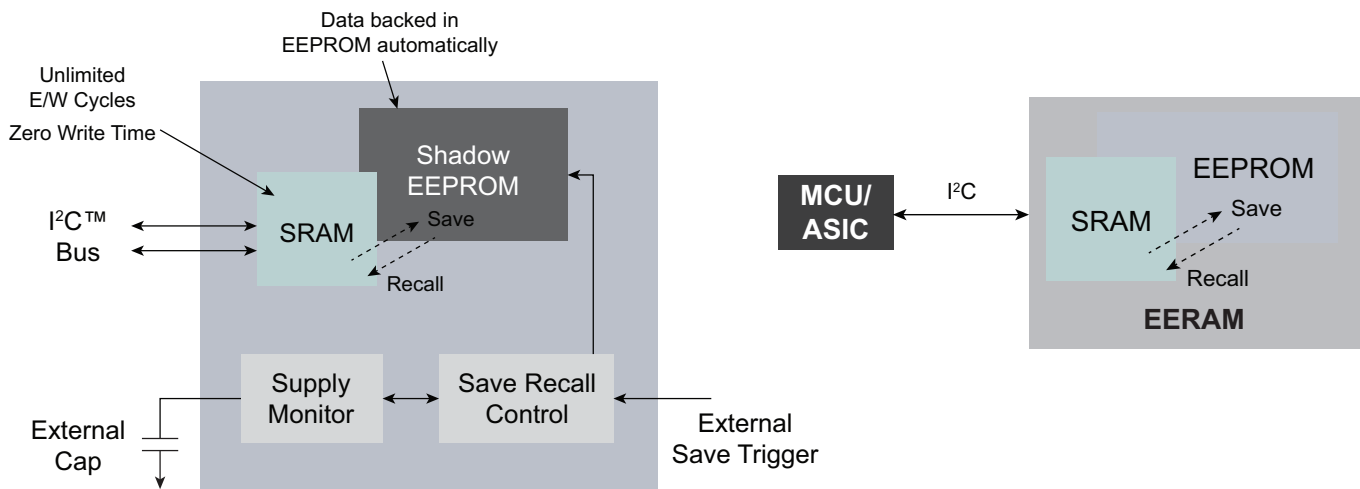 Data backed in
EEPROM automatically
Unlimited
E/W Cycles
Zero Write Time
Shadow
EEPROM
SRAM
Save
Recall
I²C™
Bus
Supply
Monitor
Save Recall
Control
External
Cap
External
Save Trigger
MCU/
ASIC
I²C
EEPROM
SRAM
Save
Recall
EERAM